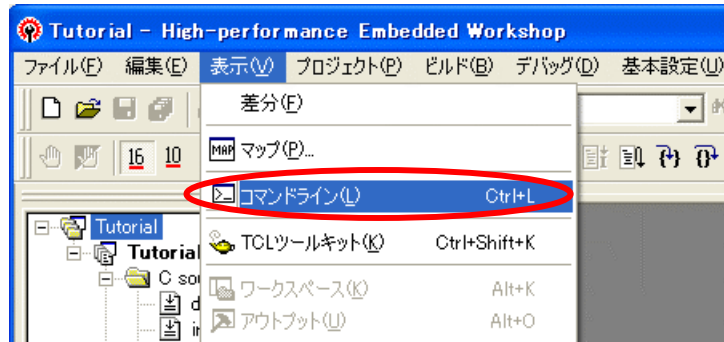 Tutorial - High-performance Embedded Workshop
ファイル(F) 編集(E) 表示(V) プロジェクト(P) ビルド(B) デバッグ(D) 基本設定(U)
差分(F)
16 10
MAP マップ(P)...
コマンドライン(L) Ctrl+L
Tutorial
TCLツールキット(K) Ctrl+Shift+K
Tutorial
C
ワークスペース(K) Alt+K
アウトプット(U) Alt+O